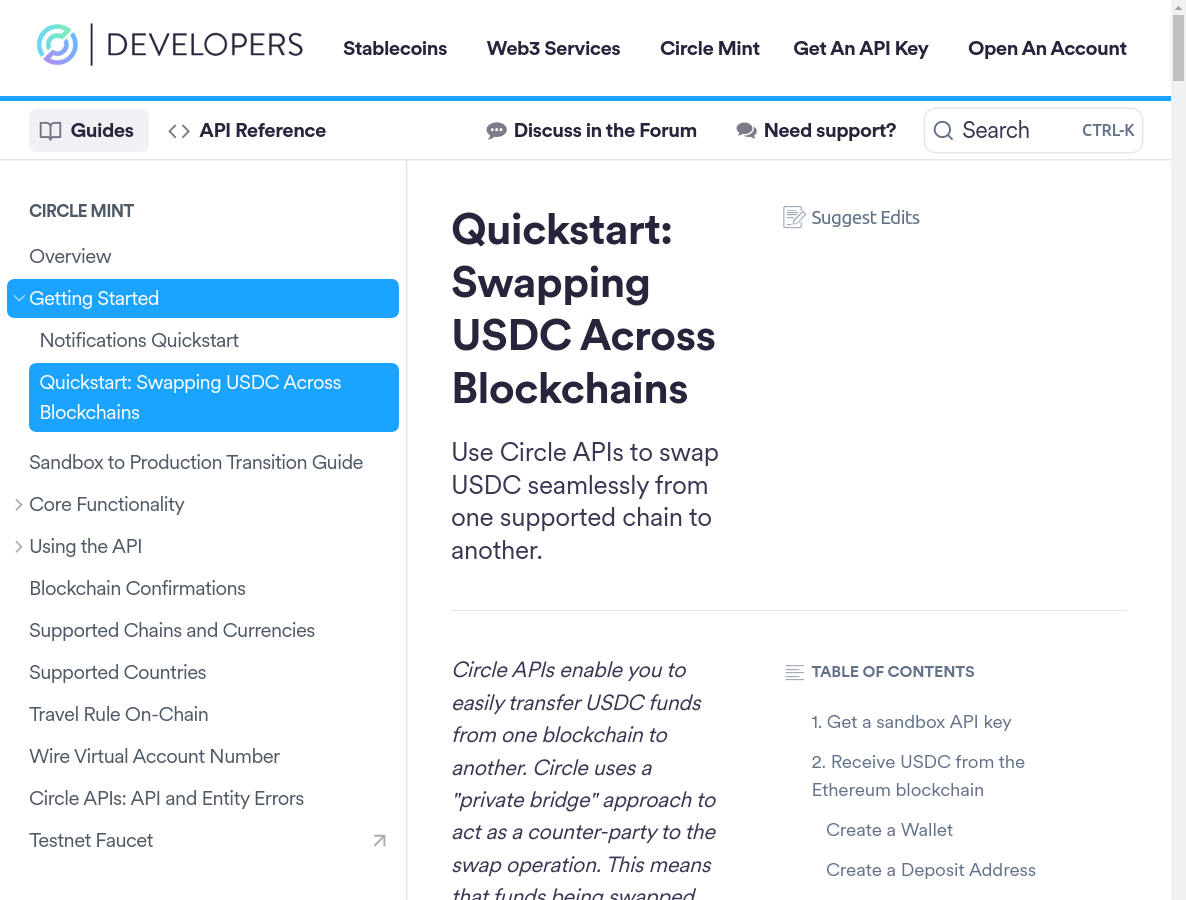 DEVELOPERS
Stablecoins
Web3 Services
Circle Mint
Get An API Key
Open An Account
Guides
API Reference
Discuss in the Forum
Need support?
Search
CTRL-K
CIRCLE MINT
Overview
Getting Started
Notifications Quickstart
Quickstart: Swapping USDC Across
Blockchains
Sandbox to Production Transition Guide
Core Functionality
Using the API
Blockchain Confirmations
Supported Chains and Currencies
Supported Countries
Travel Rule On-Chain
Wire Virtual Account Number
Circle APIs: API and Entity Errors
Testnet Faucet
Quickstart:
Swapping
USDC Across
Blockchains
Suggest Edits
Use Circle APIs to swap
USDC seamlessly from
one supported chain to
another.
Circle APIs enable you to
easily transfer USDC funds
from one blockchain to
another. Circle uses a
"private bridge" approach to
act as a counter-party to the
swap operation. This means
that funds being swapped
TABLE OF CONTENTS
1. Get a sandbox API key
2. Receive USDC from the
Ethereum blockchain
Create a Wallet
Create a Deposit Address